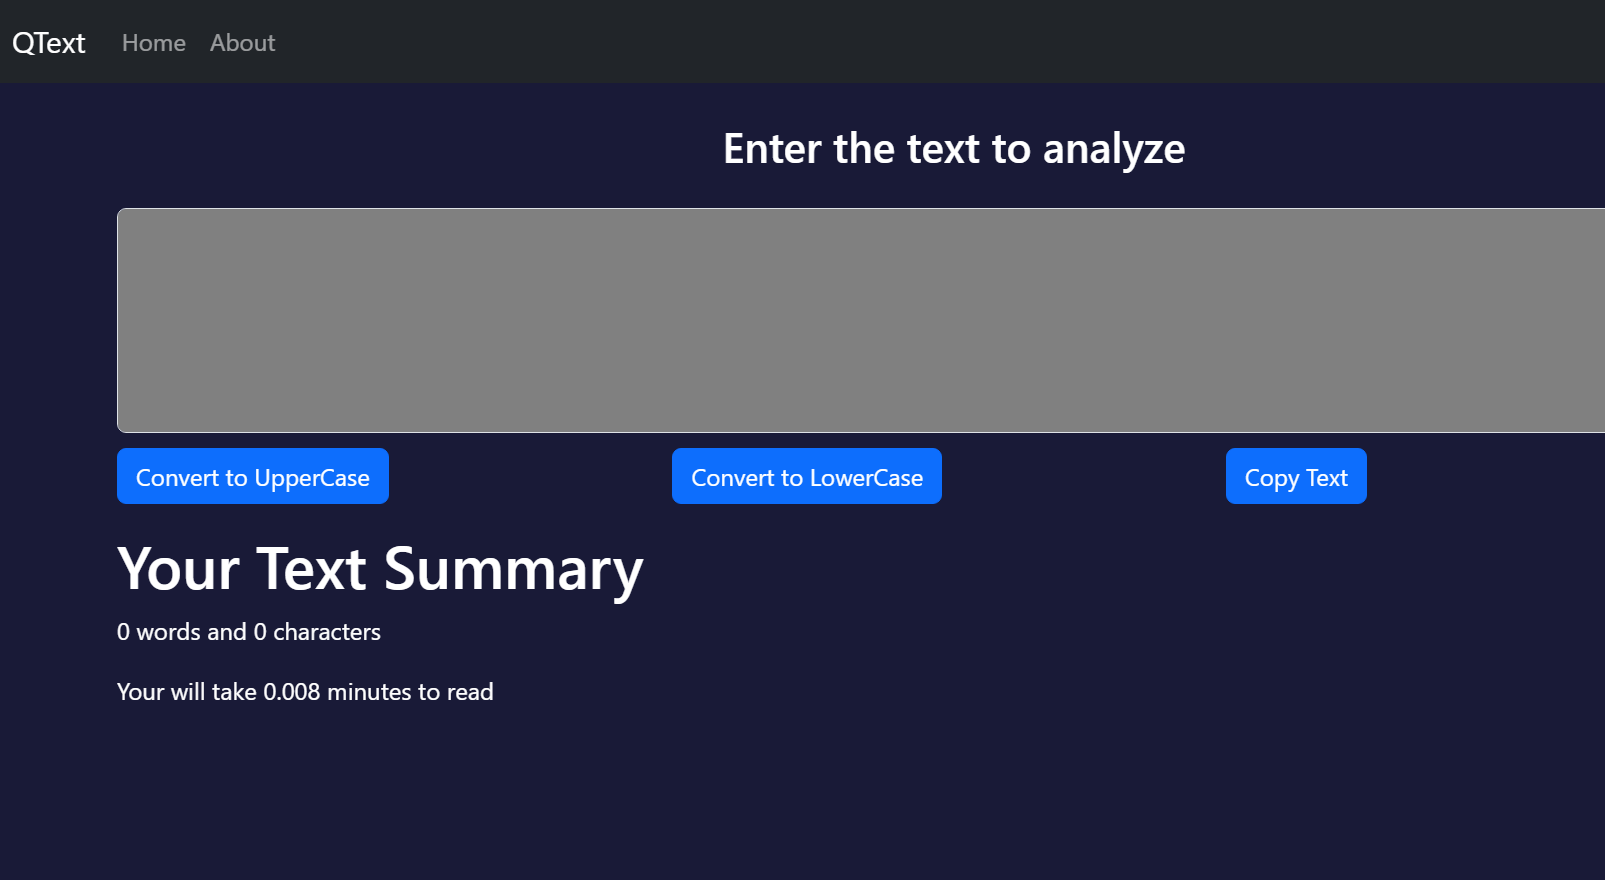 QText Home About
Enter the text to analyze
Convert to UpperCase Convert to LowerCase Copy Text
Your Text Summary
0 words and 0 characters
Your will take 0.008 minutes to read